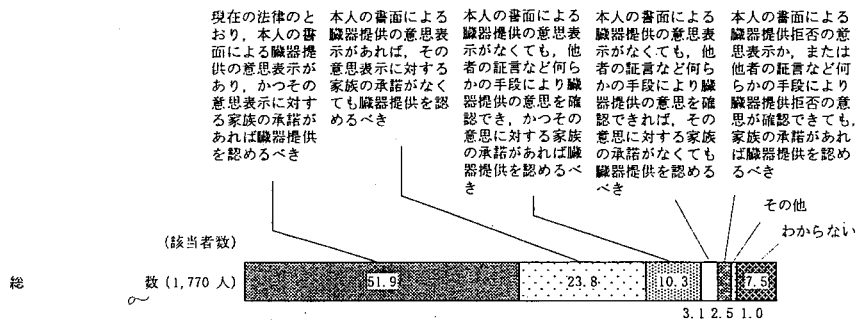 現在の法律のと
おり，本人の書
面による臓器提
供の意思表示が
あり，かつその
意思表示に対す
る家族の承諾が
あれば臓器提供
を認めるべき
本人の書面による
臓器提供の意思表
示があれば，その
意思表示に対する
家族の承諾がなく
ても臓器提供を認
めるべき
本人の書面による
臓器提供の意思表
示がなくても，他
者の証言など何ら
かの手段により臓
器提供の意思を確
認でき，かつその
意思に対する家族
の承諾があれば臓
器提供を認めるべ
き
本人の書面による
臓器提供の意思表
示がなくても，他
者の証言など何ら
かの手段により臓
器提供の意思を確
認できれば，その
意思に対する家族
の承諾がなくても
臓器提供を認める
べき
本人の書面による
臓器提供拒否の意
思表示か，または
他者の証言など何
らかの手段により
臓器提供拒否の意
思が確認できても，
家族の承諾があれ
ば臓器提供を認め
るべき
その他
わからない
(該当者数)
総 数 (1,770 人) 51.9 23.8 10.3 7.5
3.1 2.5 1.0